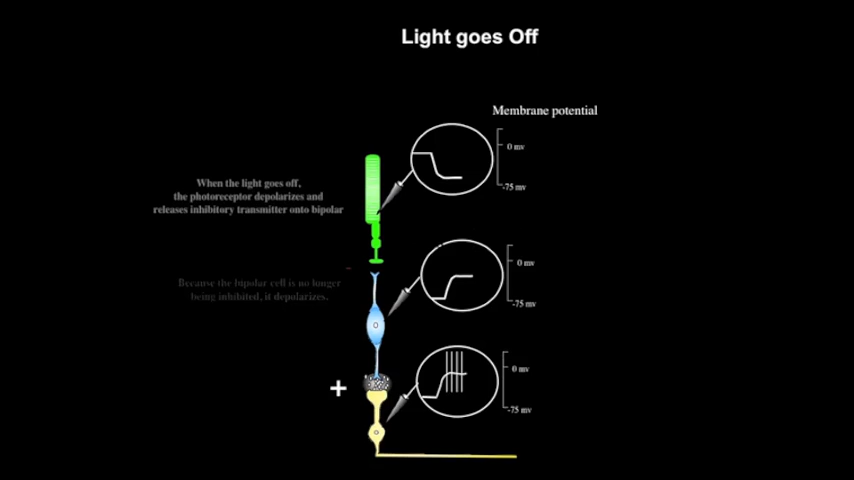 Light goes Off
Membrane potential
0 mv
-75 mv
When the light goes off,
the photoreceptor depolarizes and
releases inhibitory transmitter onto bipolar
0 mv
-75 mv
Because the bipolar cell is no longer
being inhibited, it depolarizes.
0 mv
-75 mv
+